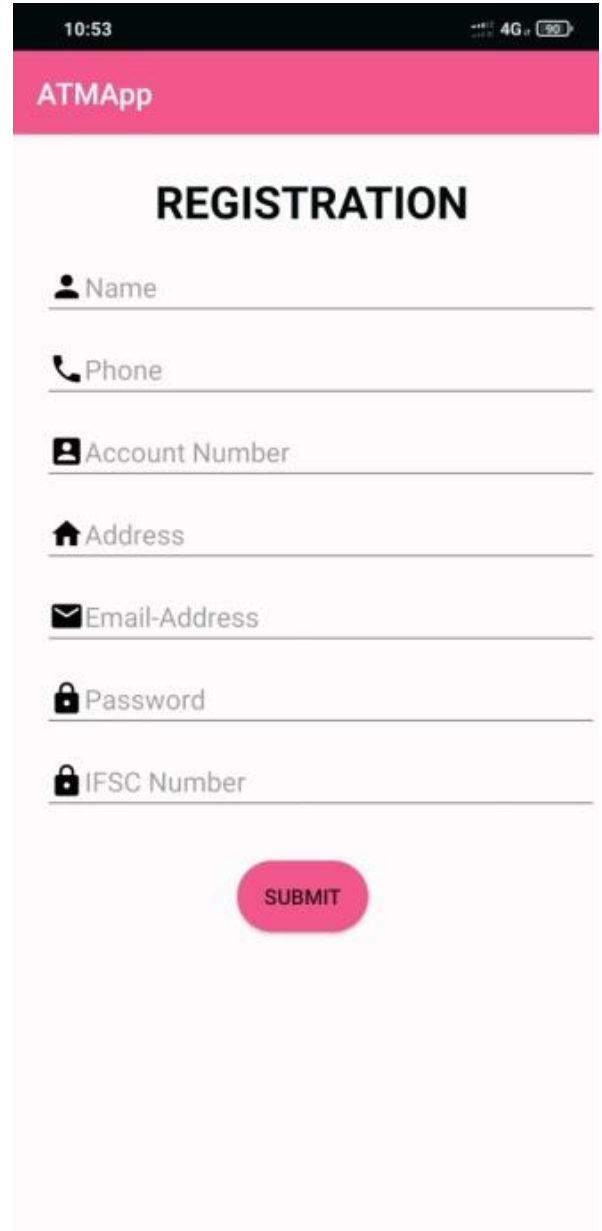 10:53 4G 90
ATMApp
REGISTRATION
Name
Phone
Account Number
Address
Email-Address
Password
IFSC Number
SUBMIT